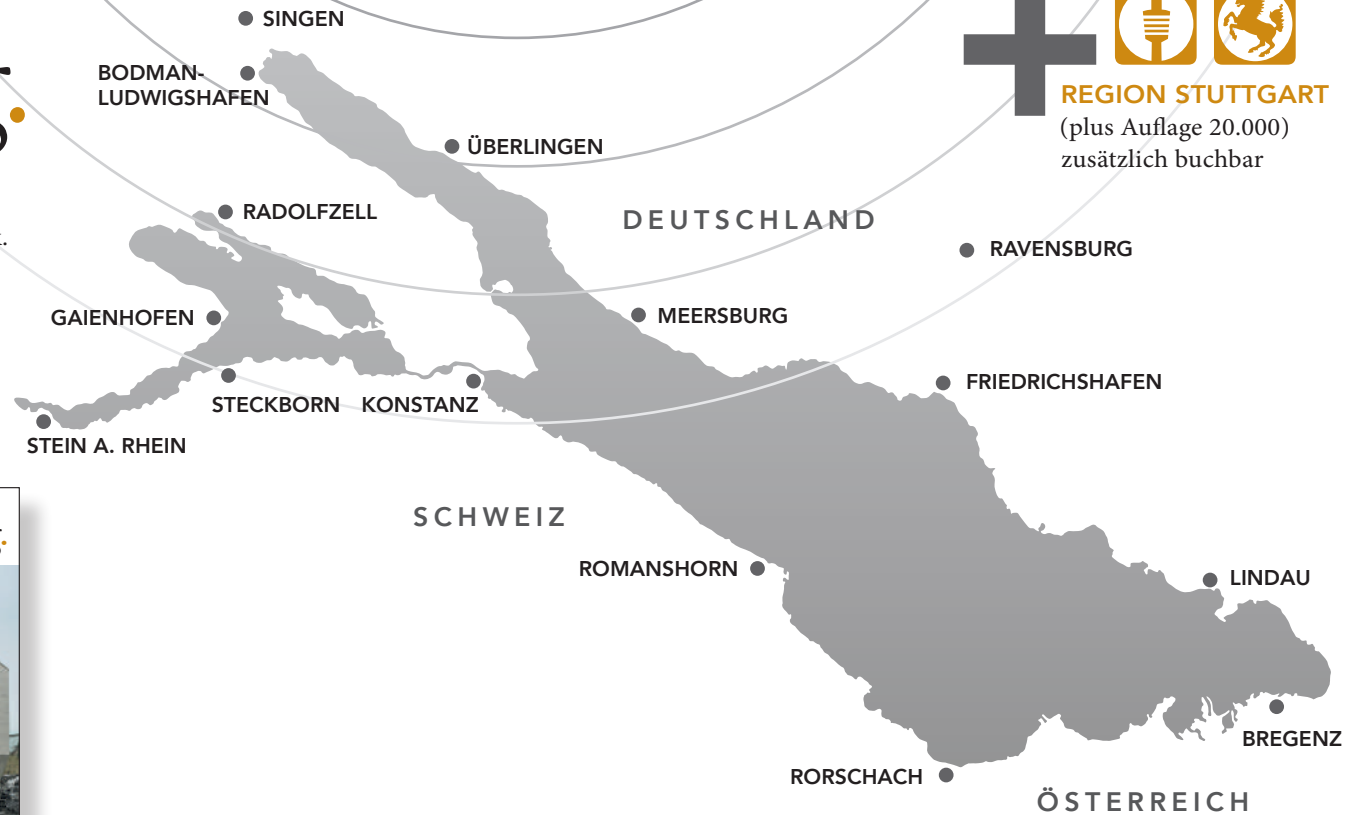 SINGEN
BODMAN-
LUDWIGSHAFEN
ÜBERLINGEN
REGION STUTTGART
(plus Auflage 20.000)
zusätzlich buchbar
RADOLFZELL
DEUTSCHLAND
RAVENSBURG
GAIENHOFEN
MEERSBURG
FRIEDRICHSHAFEN
STECKBORN
KONSTANZ
STEIN A. RHEIN
SCHWEIZ
ROMANSHORN
LINDAU
BREGENZ
RORSCHACH
ÖSTERREICH